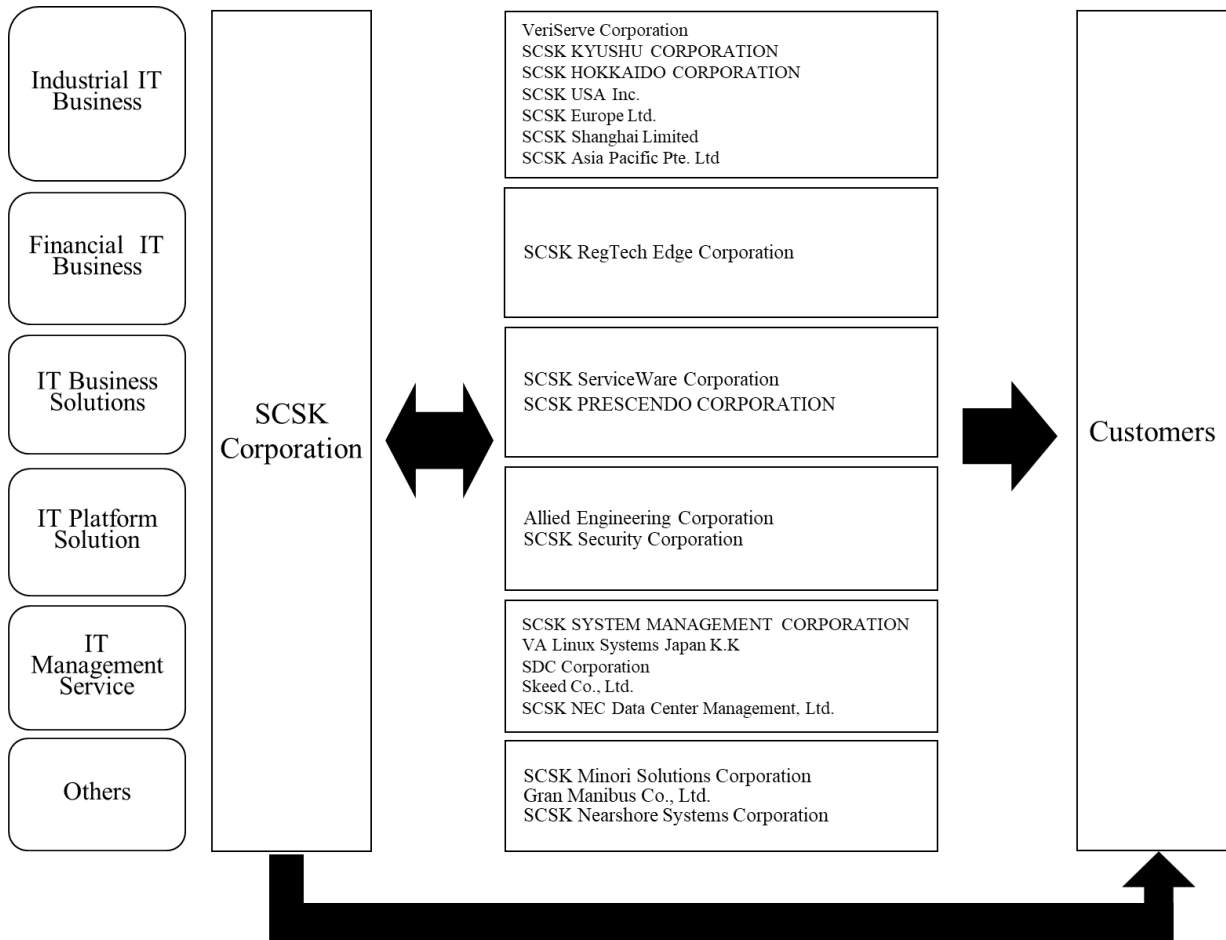 Industrial IT
Business
Financial IT
Business
IT Business
Solutions
IT Platform
Solution
IT
Management
Service
Others
SCSK
Corporation
VeriServe Corporation
SCSK KYUSHU CORPORATION
SCSK HOKKAIDO CORPORATION
SCSK USA Inc.
SCSK Europe Ltd.
SCSK Shanghai Limited
SCSK Asia Pacific Pte. Ltd
SCSK RegTech Edge Corporation
SCSK ServiceWare Corporation
SCSK PRESCENDO CORPORATION
Allied Engineering Corporation
SCSK Security Corporation
SCSK SYSTEM MANAGEMENT CORPORATION
VA Linux Systems Japan K.K
SDC Corporation
Skeed Co., Ltd.
SCSK NEC Data Center Management, Ltd.
SCSK Minori Solutions Corporation
Gran Manibus Co., Ltd.
SCSK Nearshore Systems Corporation
Customers